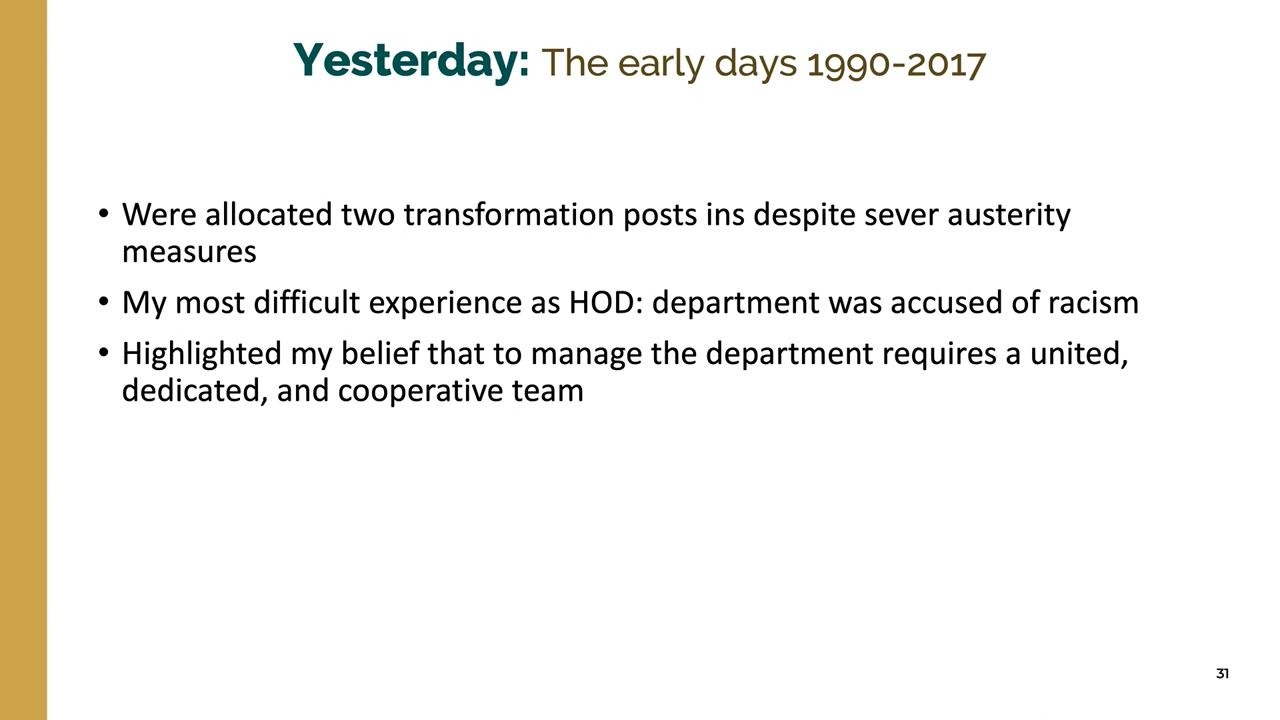 Yesterday: The early days 1990-2017
• Were allocated two transformation posts ins despite sever austerity
measures
• My most difficult experience as HOD: department was accused of racism
• Highlighted my belief that to manage the department requires a united,
dedicated, and cooperative team
31